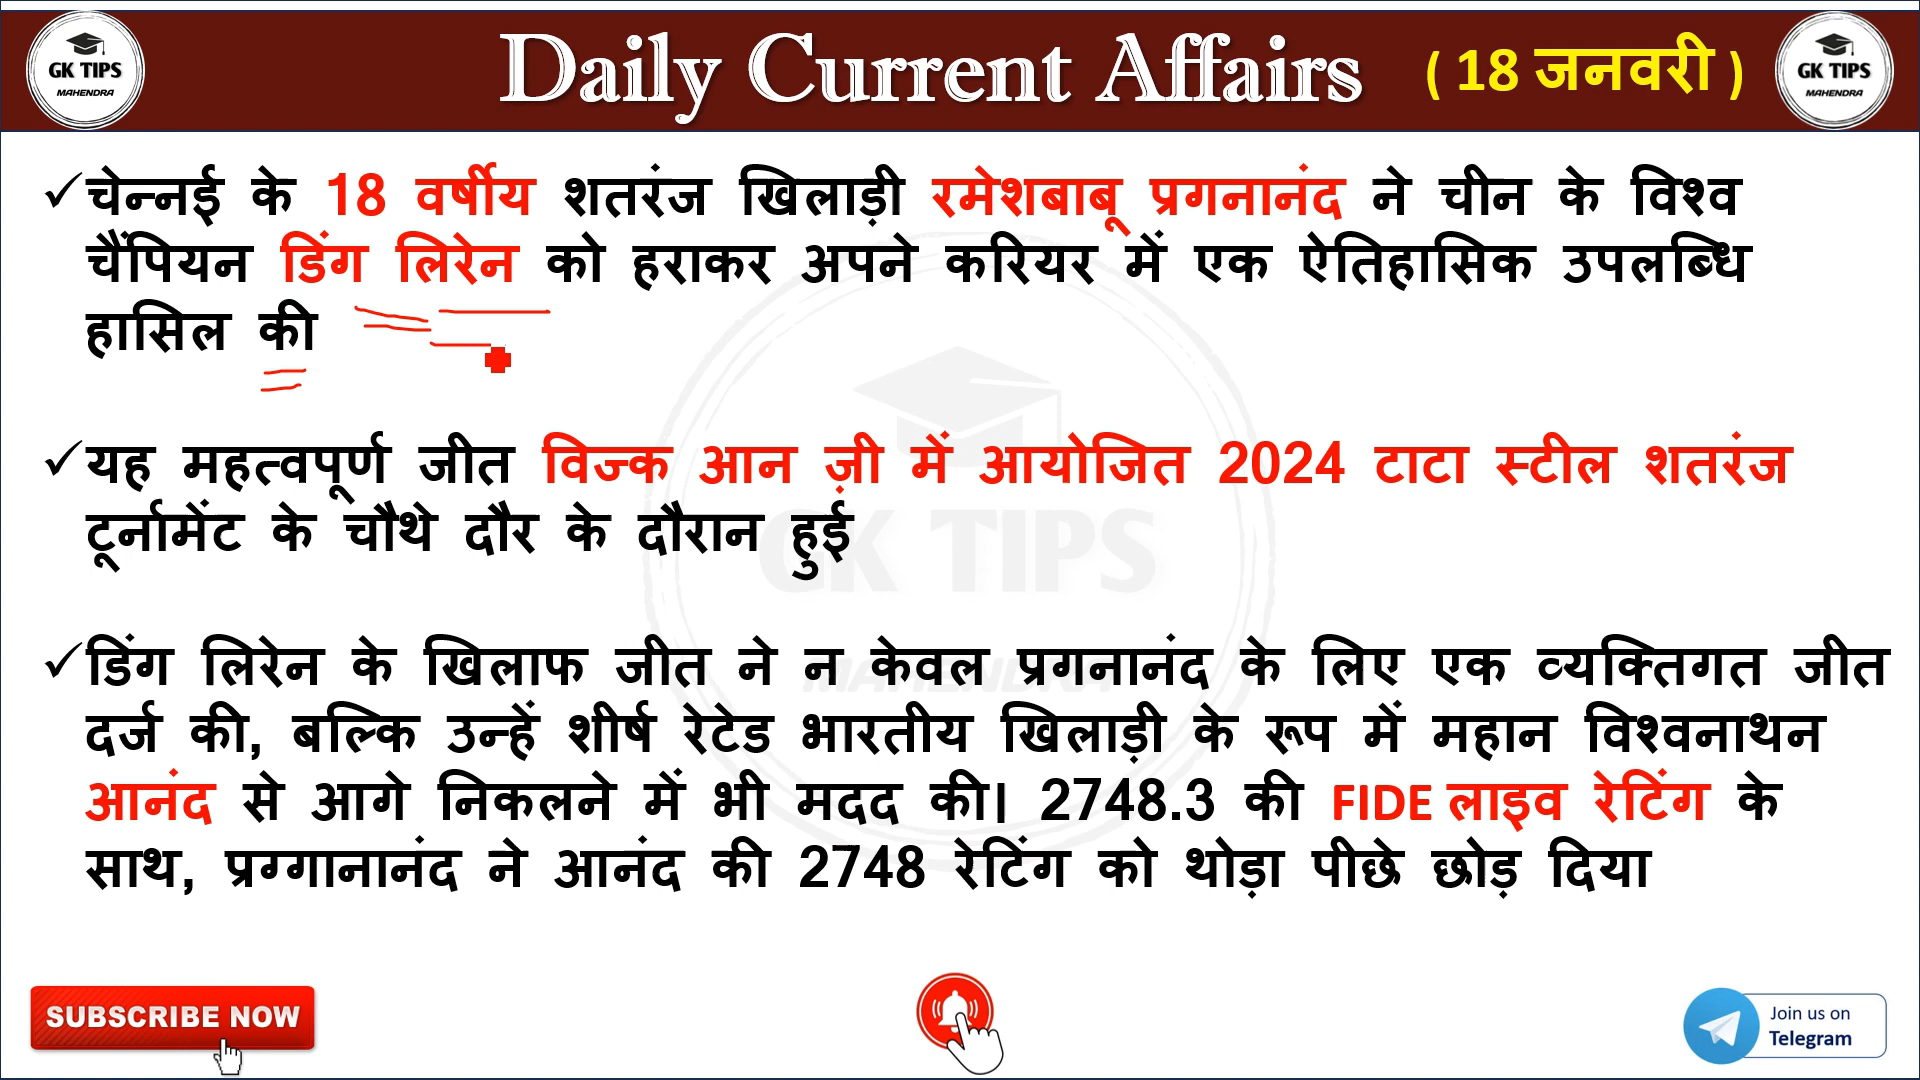 GK TIPS
MAHENDRA
Daily Current Affairs
( 18 जनवरी )
GK TIPS
MAHENDRA
✓चेन्नई के 18 वर्षीय शतरंज खिलाड़ी रमेशबाबू प्रगनानंद ने चीन के विश्व
चैंपियन डिंग लिरेन को हराकर अपने करियर में एक ऐतिहासिक उपलब्धि
हासिल की
✓यह महत्वपूर्ण जीत विज्क आन ज़ी में आयोजित 2024 टाटा स्टील शतरंज
टूर्नामेंट के चौथे दौर के दौरान हुई
GK TIPS
MAHENDRA
✓डिंग लिरेन के खिलाफ जीत ने न केवल प्रगनानंद के लिए एक व्यक्तिगत जीत
दर्ज की, बल्कि उन्हें शीर्ष रेटेड भारतीय खिलाड़ी के रूप में महान विश्वनाथन
आनंद से आगे निकलने में भी मदद की। 2748.3 की FIDE लाइव रेटिंग के
साथ, प्रग्गानानंद ने आनंद की 2748 रेटिंग को थोड़ा पीछे छोड़ दिया
SUBSCRIBE NOW
Join us on
Telegram